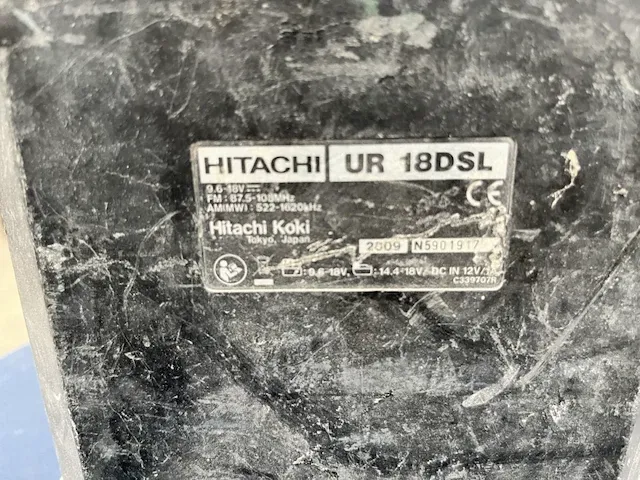 HITACHI UR 18DSL
9.6-18V
FM : 87.5-108MHz
AM(MW) : 522-1620kHz
CE
Hitachi Koki
Tokyo, Japan
2009 N5901917
: 9.6-18V, : 14.4-18V/ DC IN 12V/
C339707R